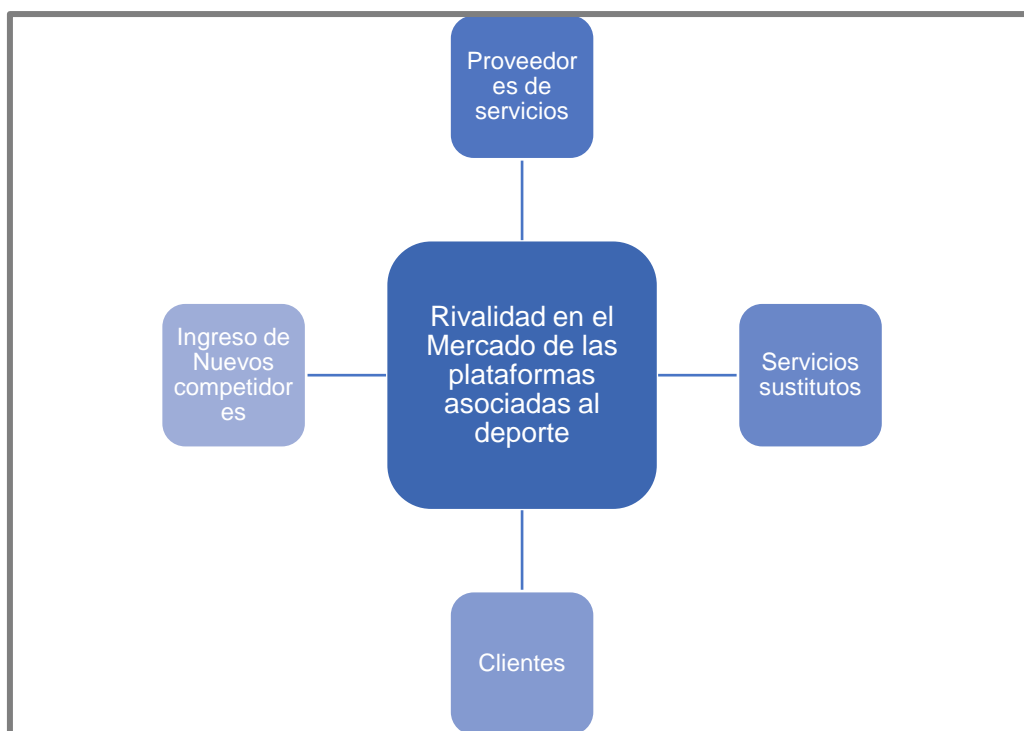 Proveedor
es de
servicios
Ingreso de
Nuevos
competidor
es
Rivalidad en el
Mercado de las
plataformas
asociadas al
deporte
Servicios
sustitutos
Clientes